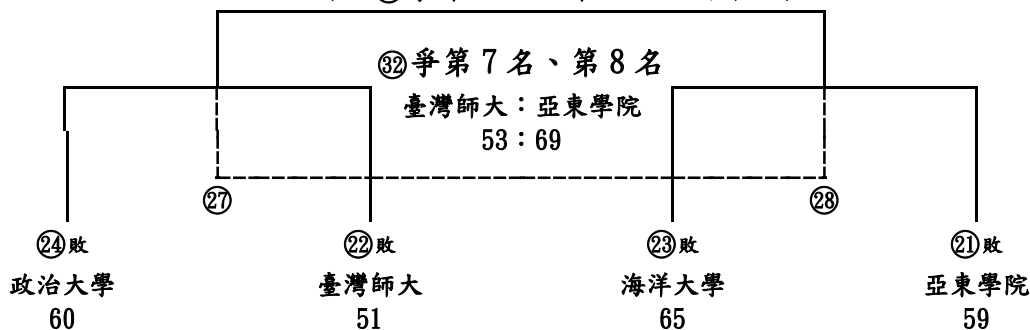 ㉜爭第7名、第8名
臺灣師大：亞東學院
53：69
㉗ ㉘
㉔敗 ㉒敗 ㉓敗 ㉑敗
政治大學 臺灣師大 海洋大學 亞東學院
60 51 65 59